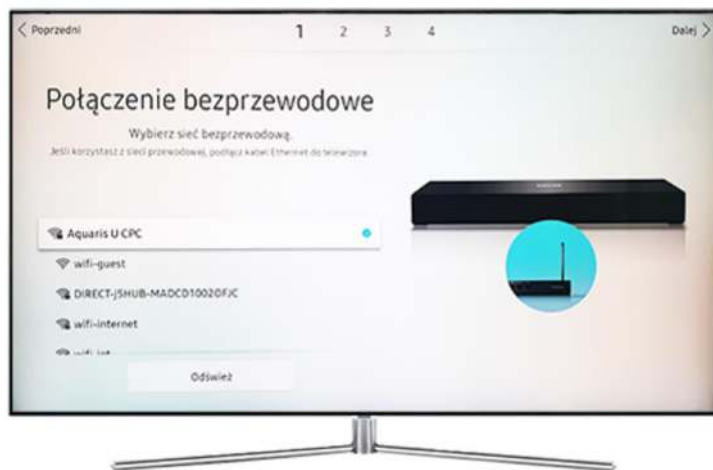 Poprzedni
1 2 3 4
Dalej
Połączenie bezprzewodowe
Wybierz sieć bezprzewodową.
Jeśli korzystasz z sieci przewodowej, podłącz kabel Ethernet do telewizora.
Aquaris U CPC
wifi-guest
DIRECT-j5HUB-MADCD1002OFJC
wifi-internet
Odśwież